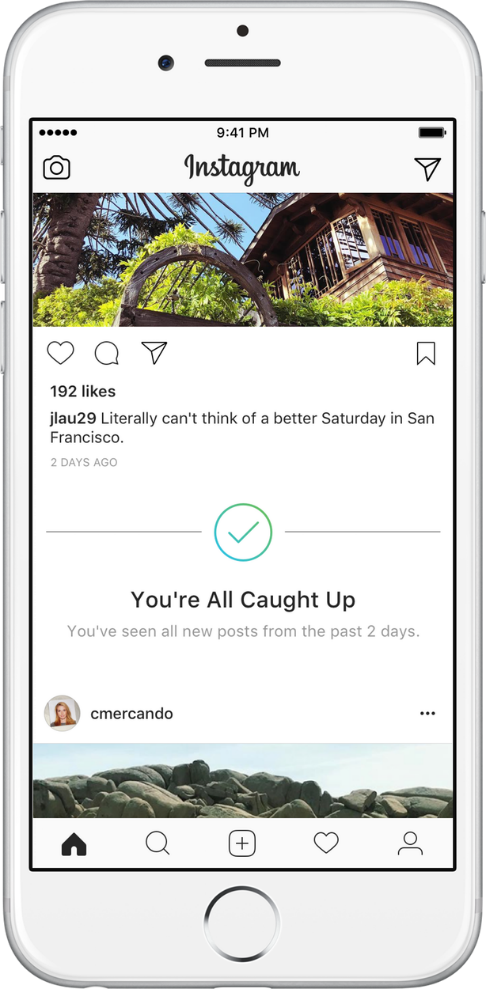 9:41 PM
Instagram
192 likes
jlau29 Literally can't think of a better Saturday in San
Francisco.
2 DAYS AGO
You're All Caught Up
You've seen all new posts from the past 2 days.
cmercando